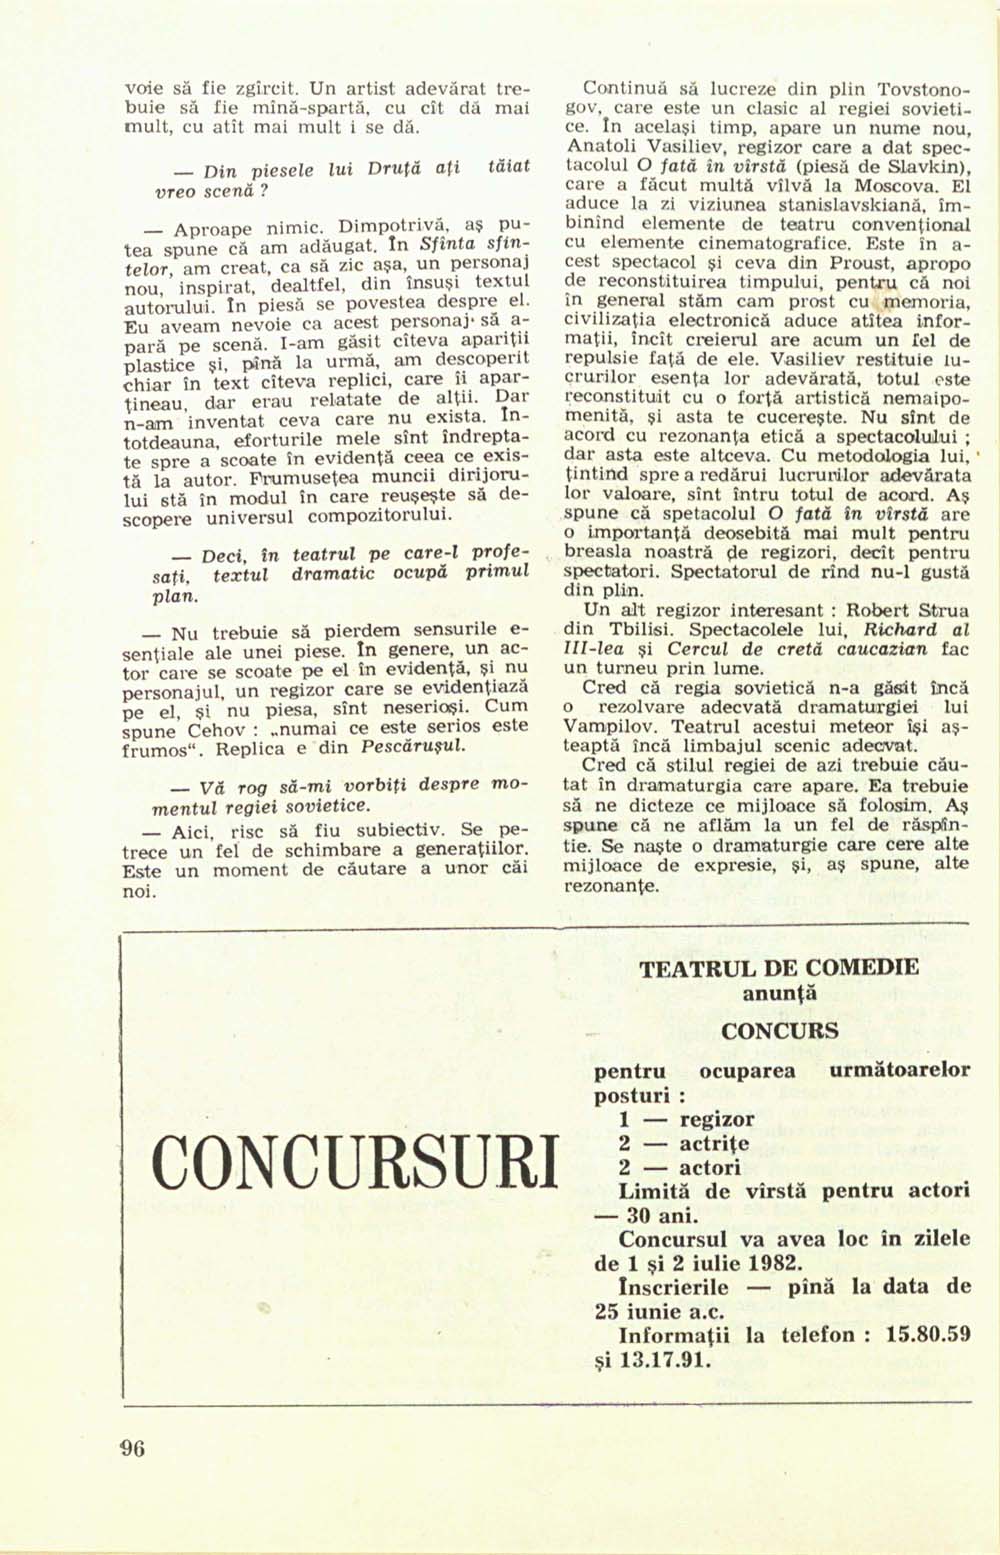 voie să fie zgîrcit. Un artist adevărat tre-
buie să fie mînă-spartă, cu cît dă mai
mult, cu atît mai mult i se dă.
— Din piesele lui Druță ați tăiat
vreo scenă ?
— Aproape nimic. Dimpotrivă, aș pu-
tea spune că am adăugat. În Sfînta sfin-
telor, am creat, ca să zic așa, un personaj
nou, inspirat, dealtfel, din însuși textul
autorului. În piesă se povestea despre el.
Eu aveam nevoie ca acest personaj să a-
pară pe scenă. I-am găsit cîteva apariții
plastice și, pînă la urmă, am descoperit
chiar în text cîteva replici, care îi apar-
țineau, dar erau relatate de alții. Dar
n-am inventat ceva care nu exista. În-
totdeauna, eforturile mele sînt îndrepta-
te spre a scoate în evidență ceea ce exis-
tă la autor. Frumusețea muncii dirijoru-
lui stă în modul în care reușește să de-
scopere universul compozitorului.
— Deci, în teatrul pe care-l profe-
sați, textul dramatic ocupă primul
plan.
— Nu trebuie să pierdem sensurile e-
sențiale ale unei piese. În genere, un ac-
tor care se scoate pe el în evidență, și nu
personajul, un regizor care se evidențiază
pe el, și nu piesa, sînt neserioși. Cum
spune Cehov : „numai ce este serios este
frumos“. Replica e din Pescărușul.
— Vă rog să-mi vorbiți despre mo-
mentul regiei sovietice.
— Aici, risc să fiu subiectiv. Se pe-
trece un fel de schimbare a generațiilor.
Este un moment de căutare a unor căi
noi.
Continuă să lucreze din plin Tovstono-
gov, care este un clasic al regiei sovieti-
ce. În același timp, apare un nume nou,
Anatoli Vasiliev, regizor care a dat spec-
tacolul O fată în vîrstă (piesă de Slavkin),
care a făcut multă vîlvă la Moscova. El
aduce la zi viziunea stanislavskiană, îm-
binînd elemente de teatru convențional
cu elemente cinematografice. Este în a-
cest spectacol și ceva din Proust, apropo
de reconstituirea timpului, pentru că noi
în general stăm cam prost cu memoria,
civilizația electronică aduce atîtea infor-
mații, încît creierul are acum un fel de
repulsie față de ele. Vasiliev restituie lu-
crurilor esența lor adevărată, totul este
reconstituit cu o forță artistică nemaipo-
menită, și asta te cucerește. Nu sînt de
acord cu rezonanța etică a spectacolului ;
dar asta este altceva. Cu metodologia lui,
țintind spre a redărui lucrurilor adevărata
lor valoare, sînt întru totul de acord. Aș
spune că spetacolul O fată în vîrstă are
o importanță deosebită mai mult pentru
breasla noastră de regizori, decît pentru
spectatori. Spectatorul de rînd nu-l gustă
din plin.
Un alt regizor interesant : Robert Strua
din Tbilisi. Spectacolele lui, Richard al
III-lea și Cercul de cretă caucazian fac
un turneu prin lume.
Cred că regia sovietică n-a găsit încă
o rezolvare adecvată dramaturgiei lui
Vampilov. Teatrul acestui meteor își aș-
teaptă încă limbajul scenic adecvat.
Cred că stilul regiei de azi trebuie cău-
tat în dramaturgia care apare. Ea trebuie
să ne dicteze ce mijloace să folosim. Aș
spune că ne aflăm la un fel de răspîn-
tie. Se naște o dramaturgie care cere alte
mijloace de expresie, și, aș spune, alte
rezonanțe.
CONCURSURI
TEATRUL DE COMEDIE
anunță
CONCURS
pentru ocuparea următoarelor
posturi :
1 — regizor
2 — actrițe
2 — actori
Limită de vîrstă pentru actori
— 30 ani.
Concursul va avea loc în zilele
de 1 și 2 iulie 1982.
Înscrierile — pînă la data de
25 iunie a.c.
Informații la telefon : 15.80.59
și 13.17.91.
96